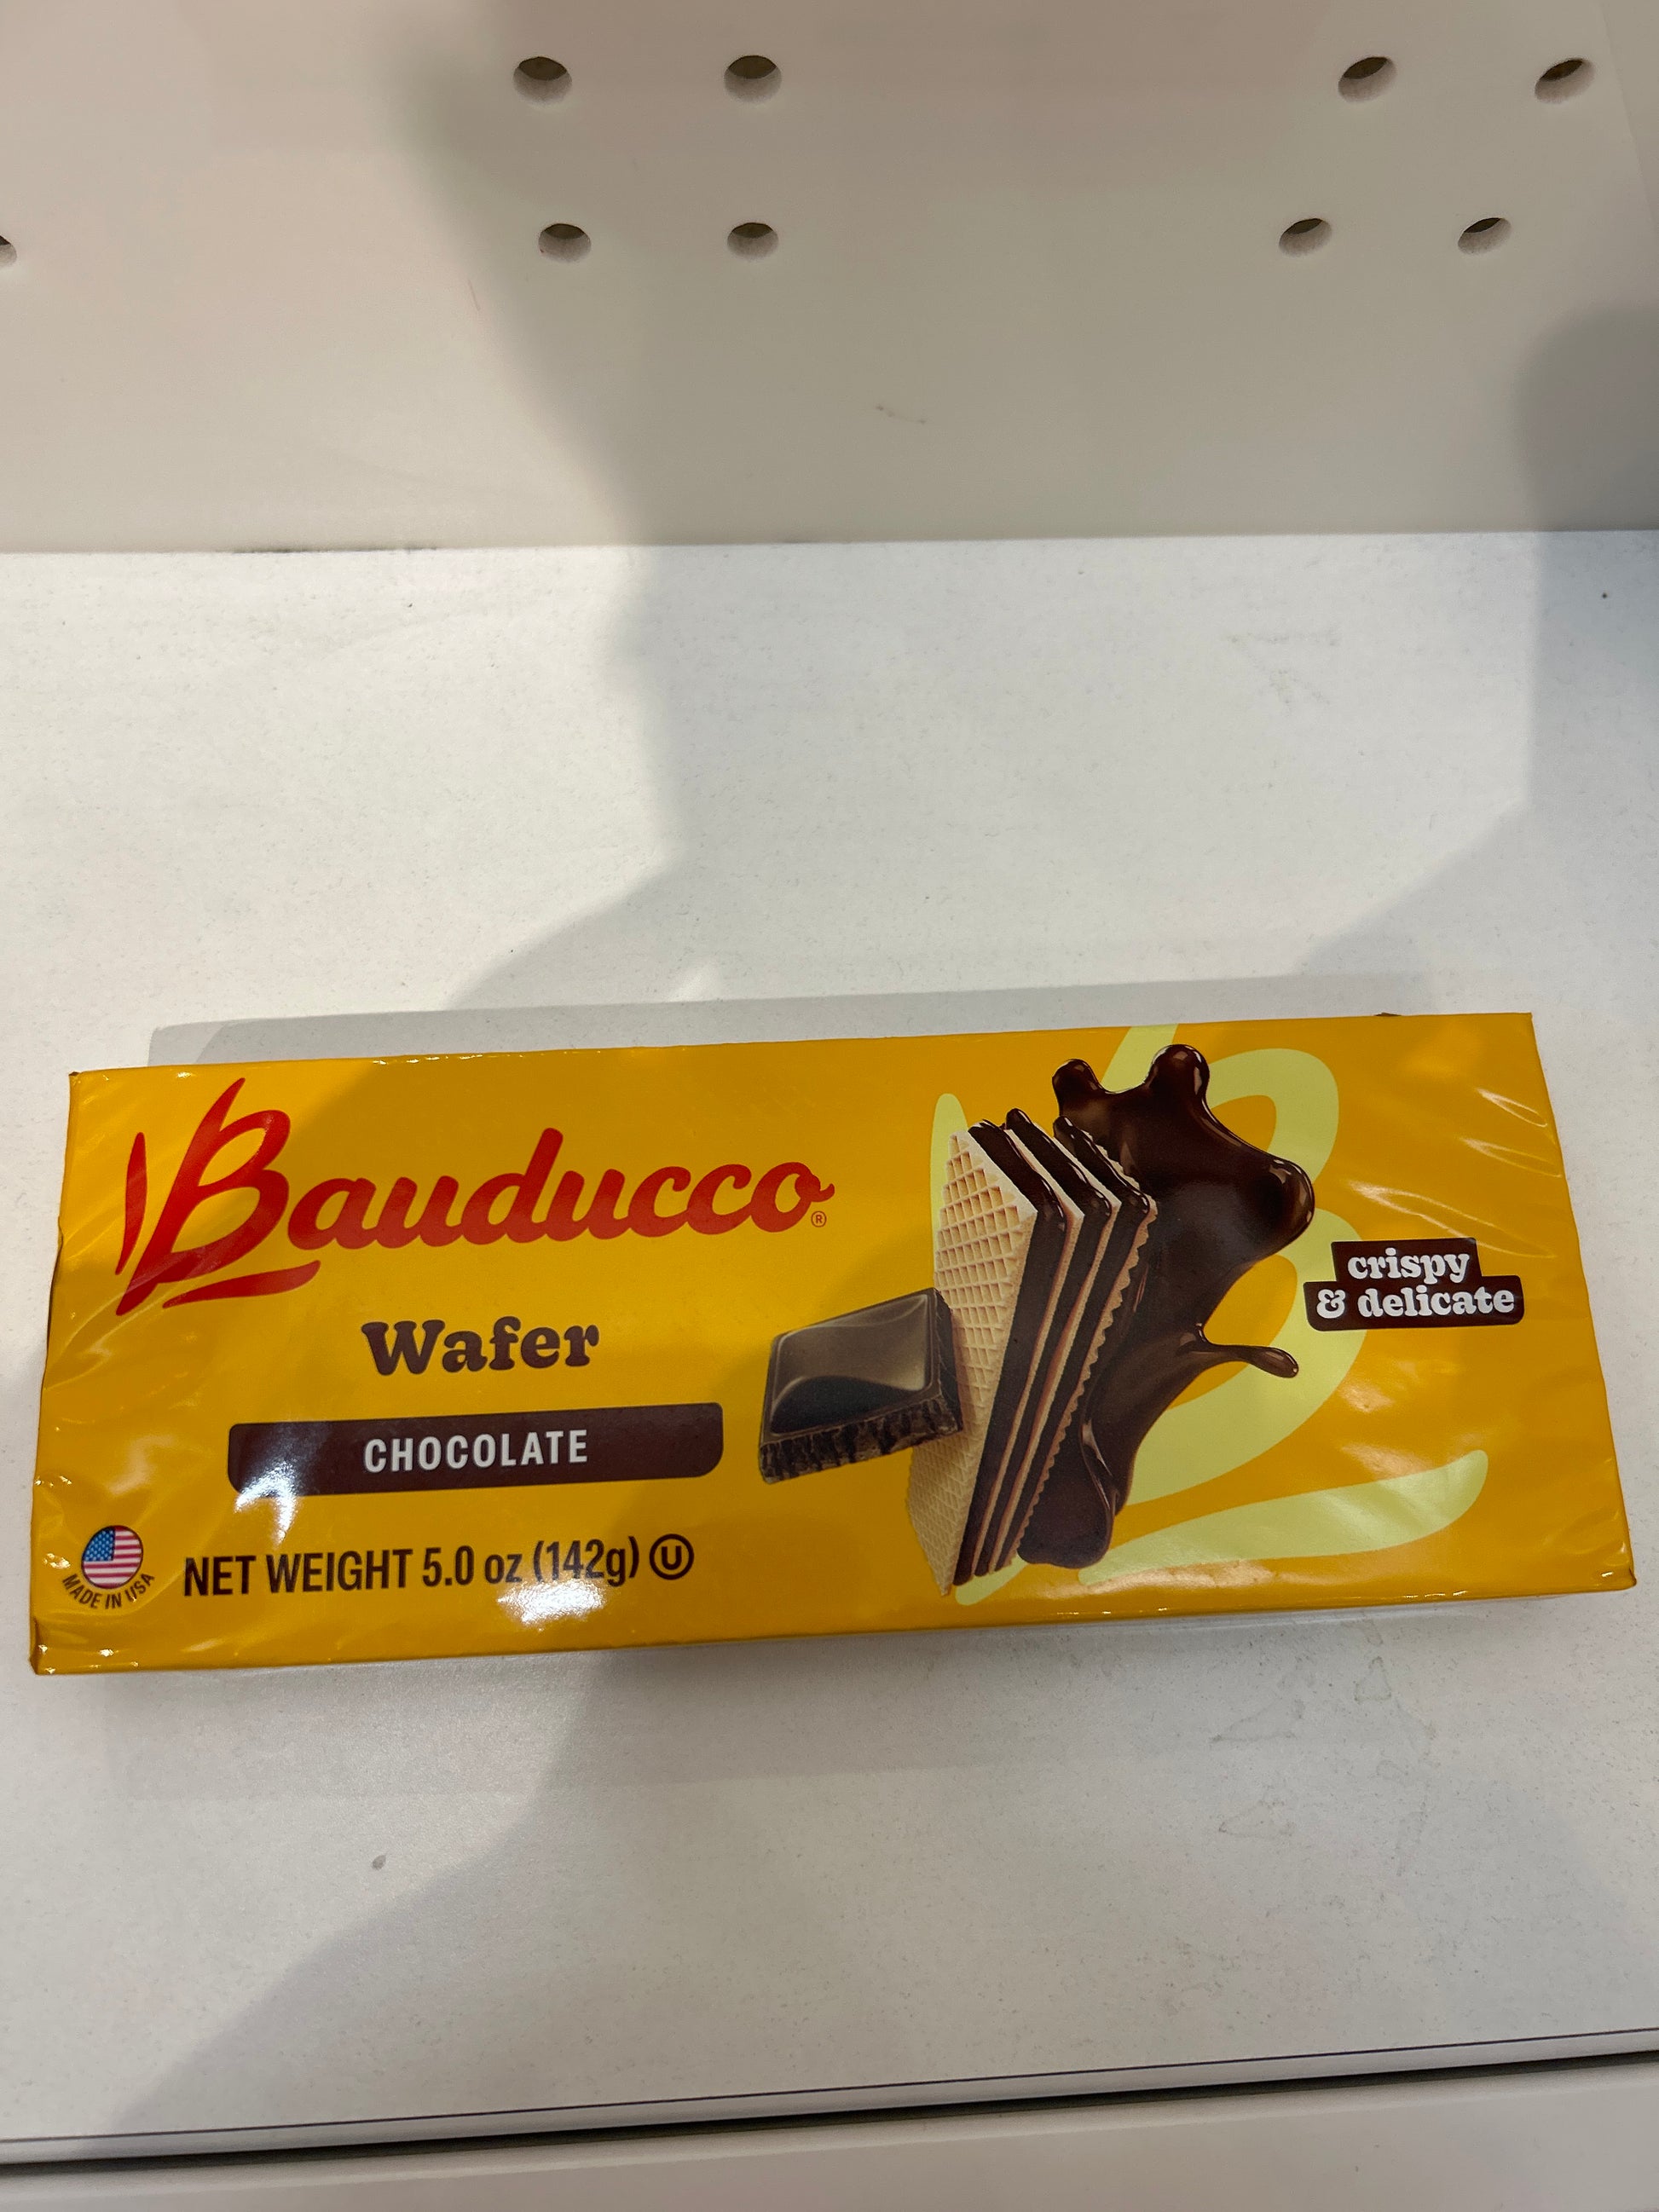 Bauducco®
Wafer
CHOCOLATE
crispy
& delicate
MADE IN USA
NET WEIGHT 5.0 oz (142g) U